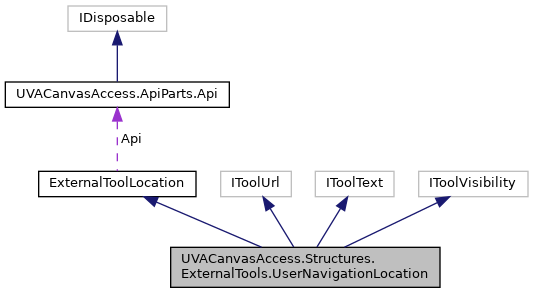 IDisposable
UVACanvasAccess.ApiParts.Api
Api
ExternalToolLocation
IToolUrl
IToolText
IToolVisibility
UVACanvasAccess.Structures.
ExternalTools.UserNavigationLocation